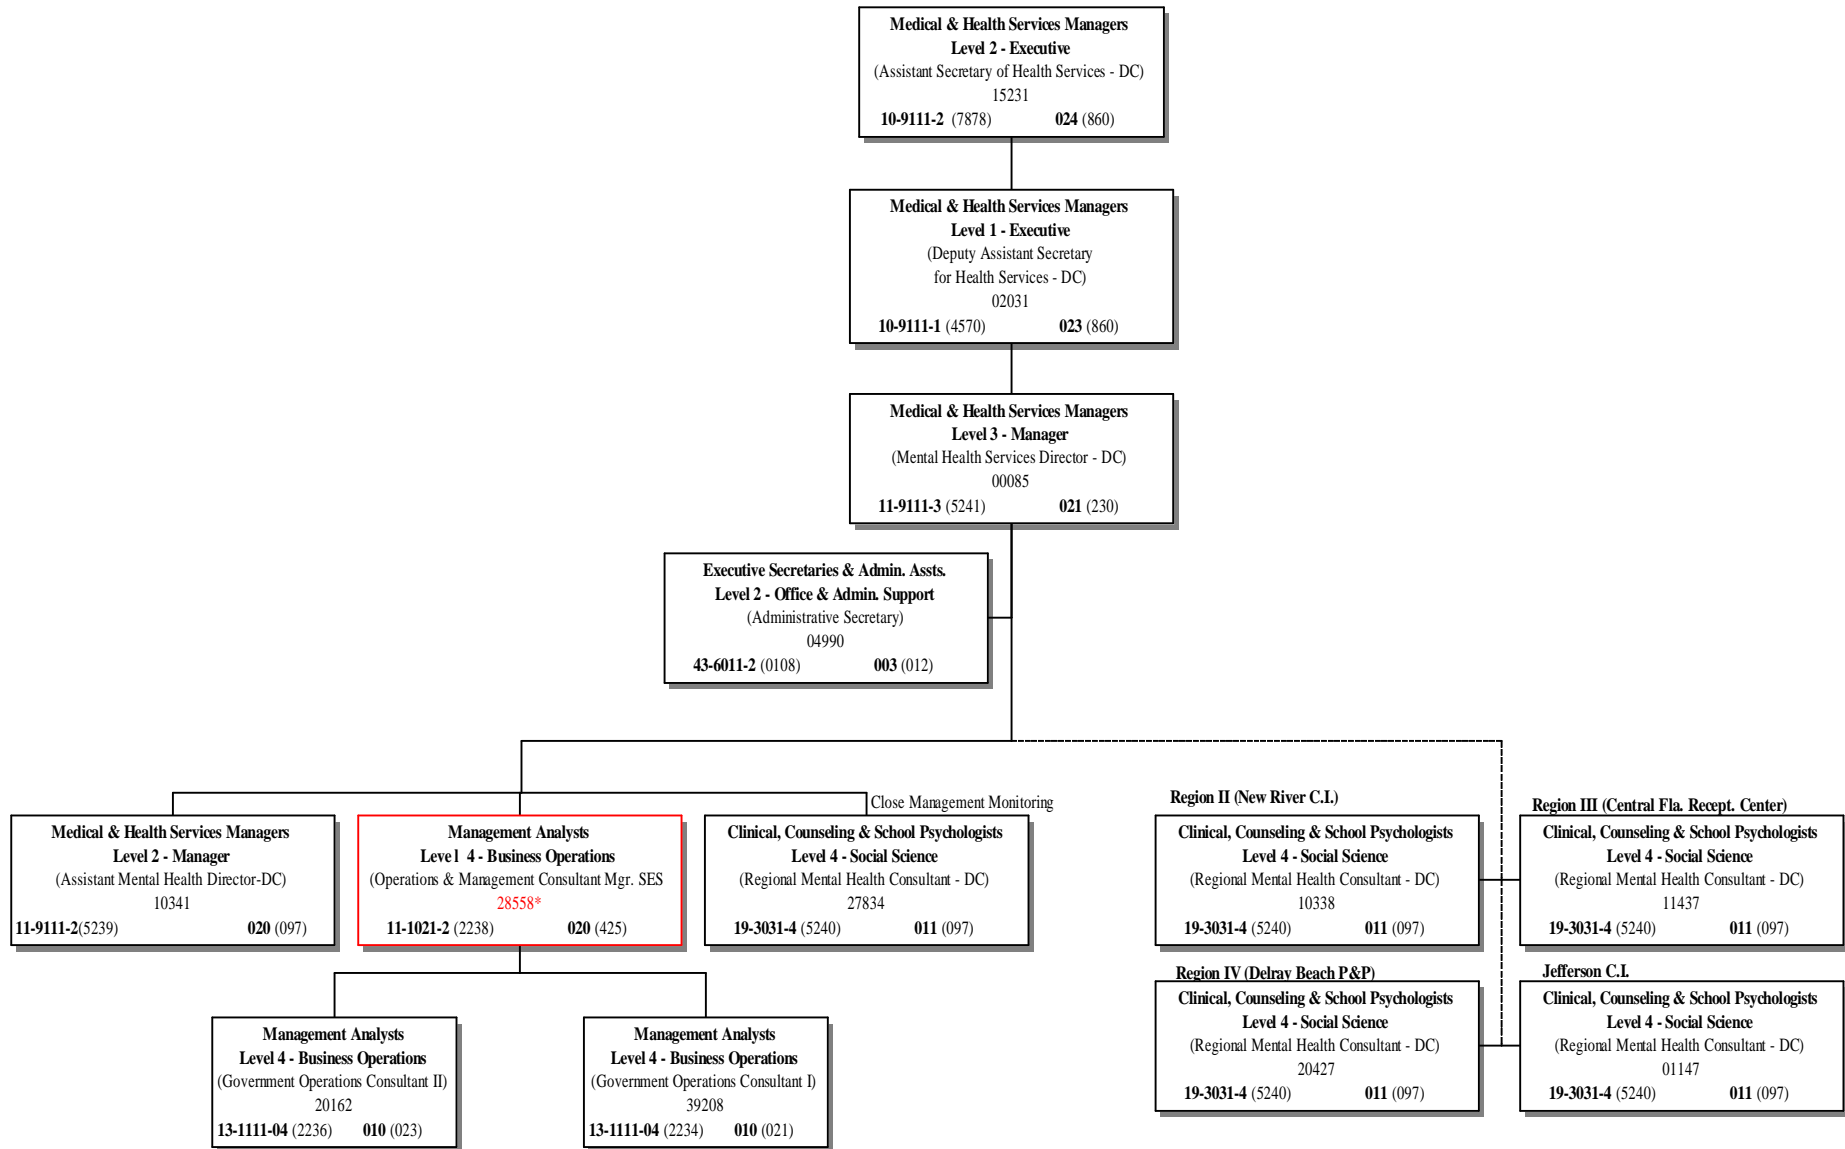 Medical & Health Services Managers
Level 2 - Executive
(Assistant Secretary of Health Services - DC)
15231
10-9111-2 (7878) 024 (860)
Medical & Health Services Managers
Level 1 - Executive
(Deputy Assistant Secretary
for Health Services - DC)
02031
10-9111-1 (4570) 023 (860)
Medical & Health Services Managers
Level 3 - Manager
(Mental Health Services Director - DC)
00085
11-9111-3 (5241) 021 (230)
Executive Secretaries & Admin. Assts.
Level 2 - Office & Admin. Support
(Administrative Secretary)
04990
43-6011-2 (0108) 003 (012)
Medical & Health Services Managers
Level 2 - Manager
(Assistant Mental Health Director-DC)
10341
11-9111-2(5239) 020 (097)
Management Analysts
Level 4 - Business Operations
(Operations & Management Consultant Mgr. SES
28558*
11-1021-2 (2238) 020 (425)
Close Management Monitoring
Clinical, Counseling & School Psychologists
Level 4 - Social Science
(Regional Mental Health Consultant - DC)
27834
19-3031-4 (5240) 011 (097)
Region II (New River C.I.)
Clinical, Counseling & School Psychologists
Level 4 - Social Science
(Regional Mental Health Consultant - DC)
10338
19-3031-4 (5240) 011 (097)
Region III (Central Fla. Recept. Center)
Clinical, Counseling & School Psychologists
Level 4 - Social Science
(Regional Mental Health Consultant - DC)
11437
19-3031-4 (5240) 011 (097)
Region IV (Delray Beach P&P)
Clinical, Counseling & School Psychologists
Level 4 - Social Science
(Regional Mental Health Consultant - DC)
20427
19-3031-4 (5240) 011 (097)
Jefferson C.I.
Clinical, Counseling & School Psychologists
Level 4 - Social Science
(Regional Mental Health Consultant - DC)
01147
19-3031-4 (5240) 011 (097)
Management Analysts
Level 4 - Business Operations
(Government Operations Consultant II)
20162
13-1111-04 (2236) 010 (023)
Management Analysts
Level 4 - Business Operations
(Government Operations Consultant I)
39208
13-1111-04 (2234) 010 (021)